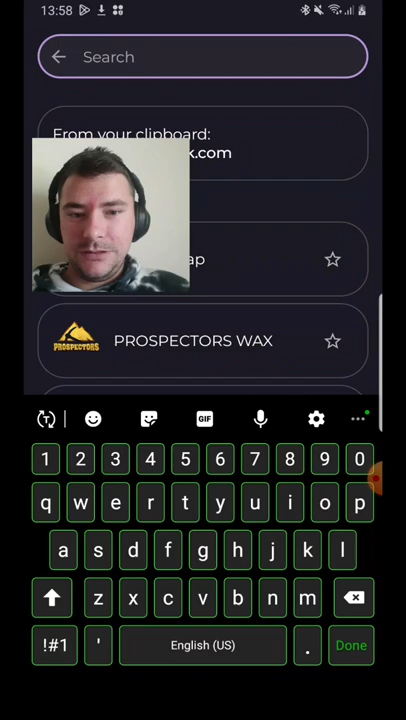 13:58
Search
From your clipboard:
k.com
ap
PROSPECTORS
PROSPECTORS WAX
T
GIF
1 2 3 4 5 6 7 8 9 0
q w e r t y u i o p
a s d f g h j k l
z x c v b n m
!#1 ' English (US) . Done